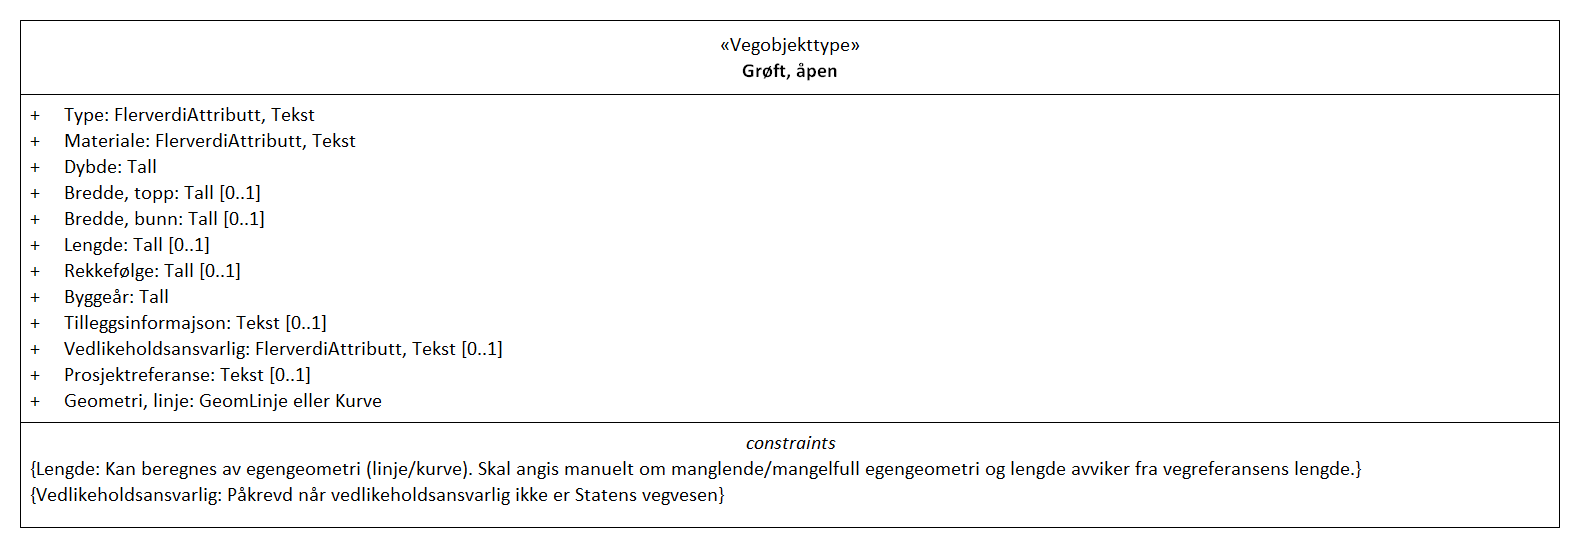 «Vegobjekttype»
Grøft, åpen
+ Type: FlerverdiAttributt, Tekst
+ Materiale: FlerverdiAttributt, Tekst
+ Dybde: Tall
+ Bredde, topp: Tall [0..1]
+ Bredde, bunn: Tall [0..1]
+ Lengde: Tall [0..1]
+ Rekkefølge: Tall [0..1]
+ Byggeår: Tall
+ Tilleggsinformajson: Tekst [0..1]
+ Vedlikeholdsansvarlig: FlerverdiAttributt, Tekst [0..1]
+ Prosjektreferanse: Tekst [0..1]
+ Geometri, linje: GeomLinje eller Kurve
constraints
{Lengde: Kan beregnes av egengeometri (linje/kurve). Skal angis manuelt om manglende/mangelfull egengeometri og lengde avviker fra vegreferansens lengde.}
{Vedlikeholdsansvarlig: Påkrevd når vedlikeholdsansvarlig ikke er Statens vegvesen}